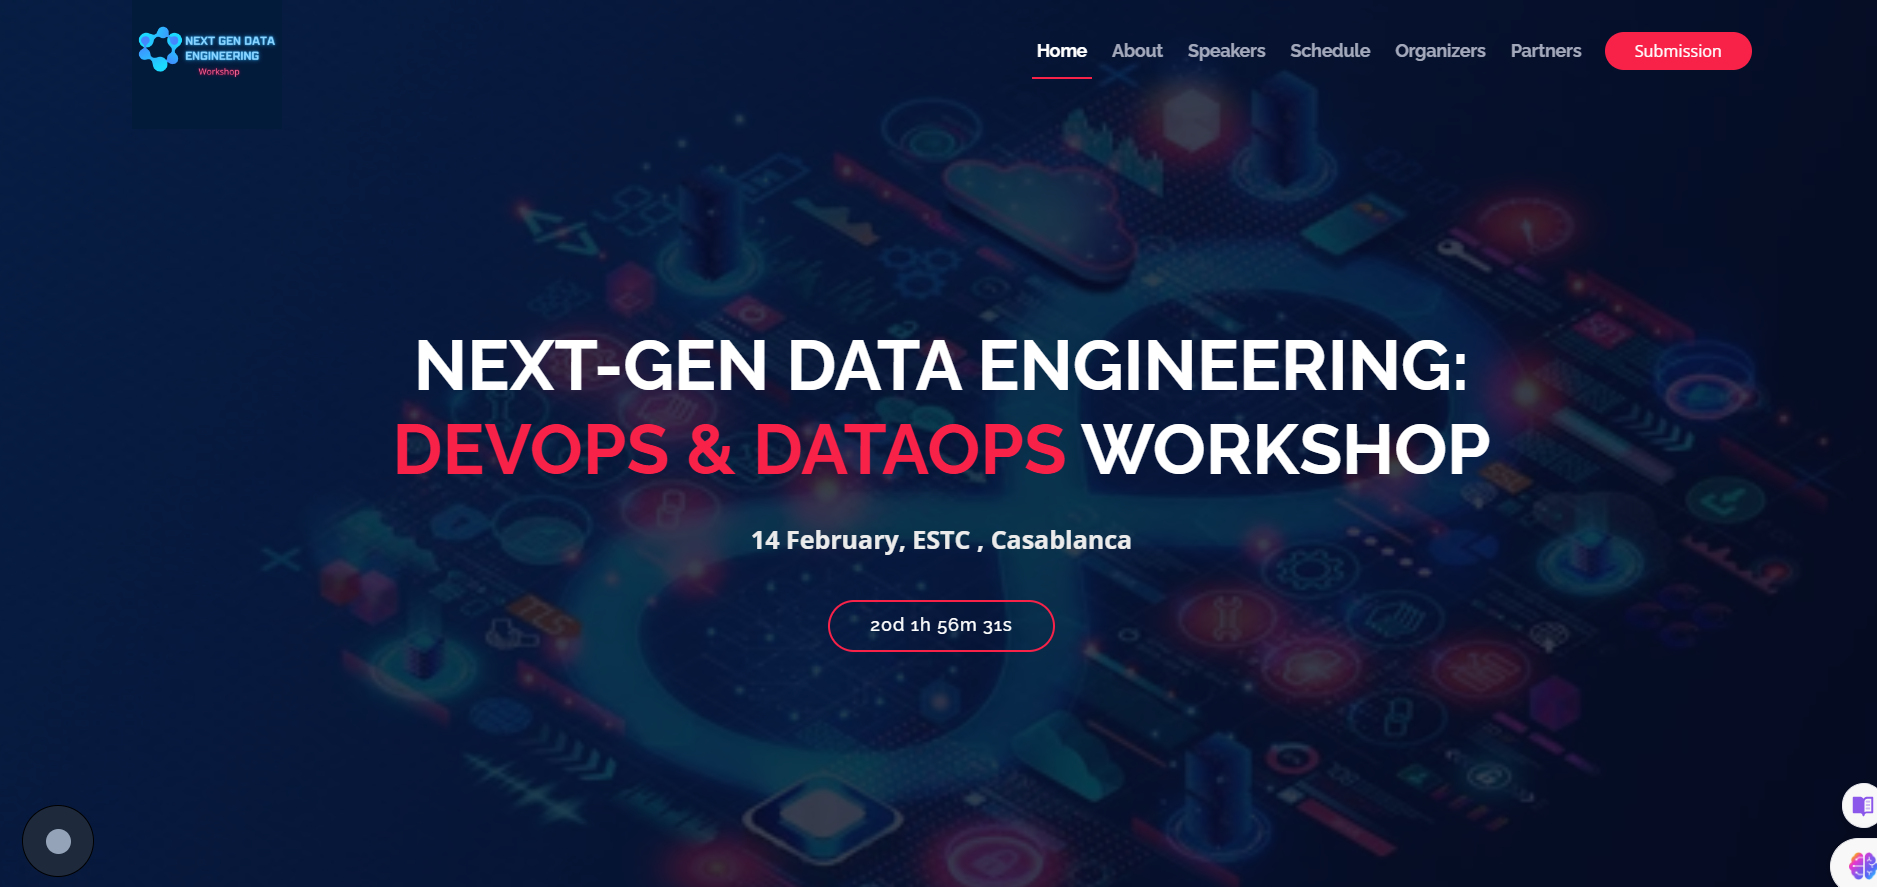 NEXT GEN DATA
ENGINEERING
Workshop
Home About Speakers Schedule Organizers Partners Submission
NEXT-GEN DATA ENGINEERING:
DEVOPS & DATAOPS WORKSHOP
14 February, ESTC , Casablanca
20d 1h 56m 31s